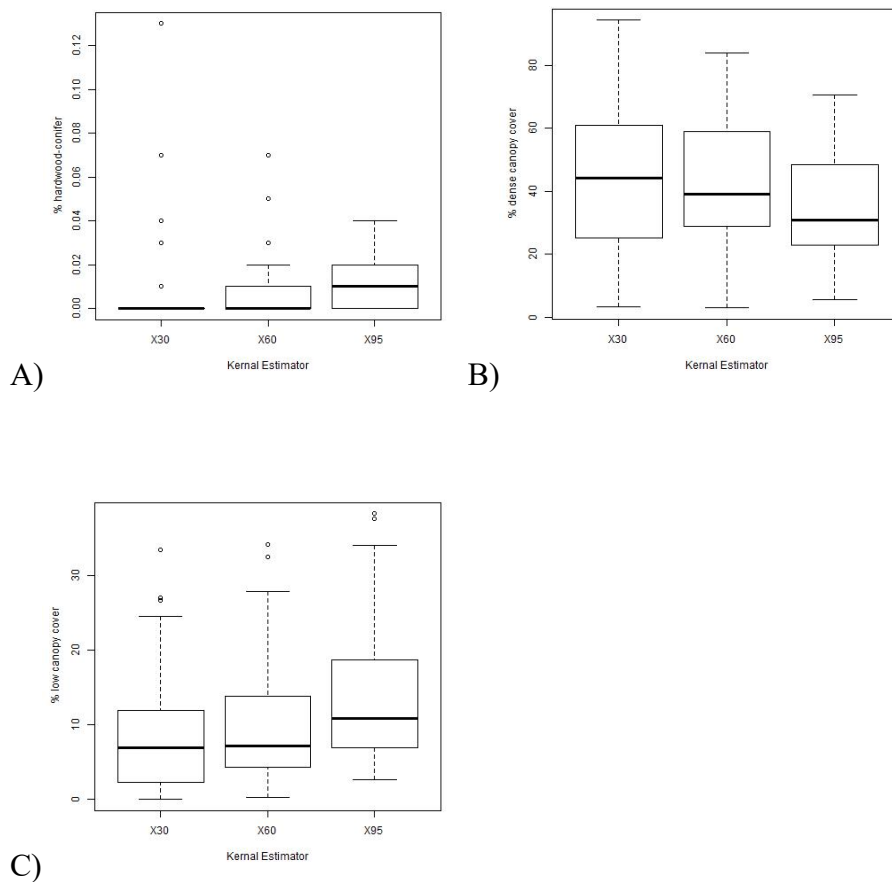 % hardwood-conifer
0.12
0.10
0.08
0.06
0.04
0.02
0.00
X30 X60 X95
Kernal Estimator
A)
% dense canopy cover
80
60
40
20
0
X30 X60 X95
Kernal Estimator
B)
% low canopy cover
30
20
10
0
X30 X60 X95
Kernal Estimator
C)